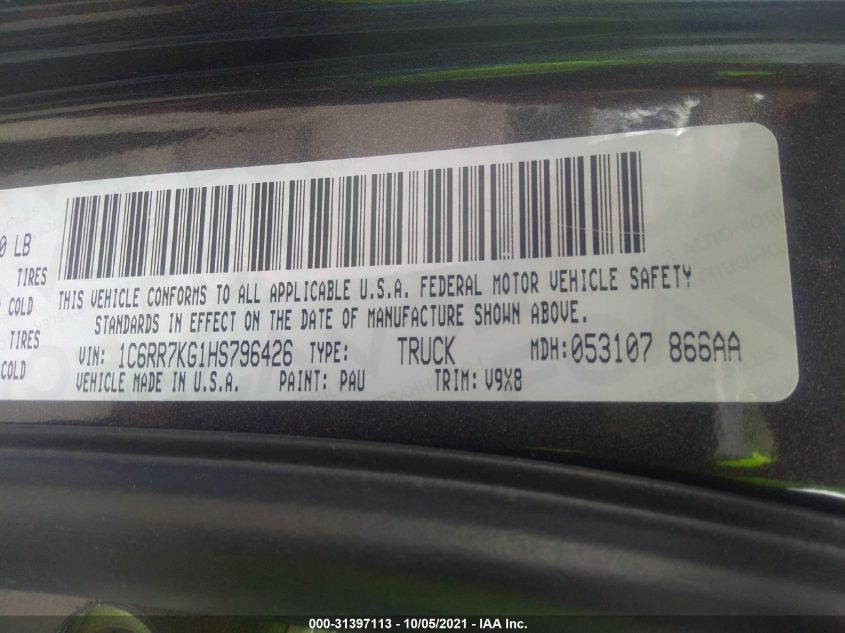 0 LB
TIRES
COLD
TIRES
COLD
THIS VEHICLE CONFORMS TO ALL APPLICABLE U.S.A. FEDERAL MOTOR VEHICLE SAFETY
STANDARDS IN EFFECT ON THE DATE OF MANUFACTURE SHOWN ABOVE.
VIN: 1C6RR7KG1HS796426 TYPE: TRUCK MDH:053107 866AA
VEHICLE MADE IN U.S.A. PAINT: PAU TRIM: V9X8
000-31397113 - 10/05/2021 - IAA Inc.